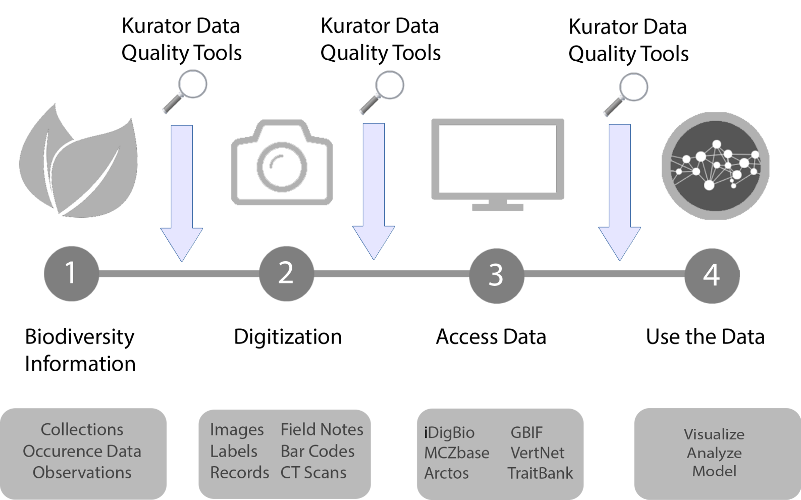 Kurator Data
Quality Tools
Kurator Data
Quality Tools
Kurator Data
Quality Tools
1
2
3
4
Biodiversity
Information
Digitization
Access Data
Use the Data
Collections
Occurence Data
Observations
Images Field Notes
Labels Bar Codes
Records CT Scans
iDigBio GBIF
MCZbase VertNet
Arctos TraitBank
Visualize
Analyze
Model